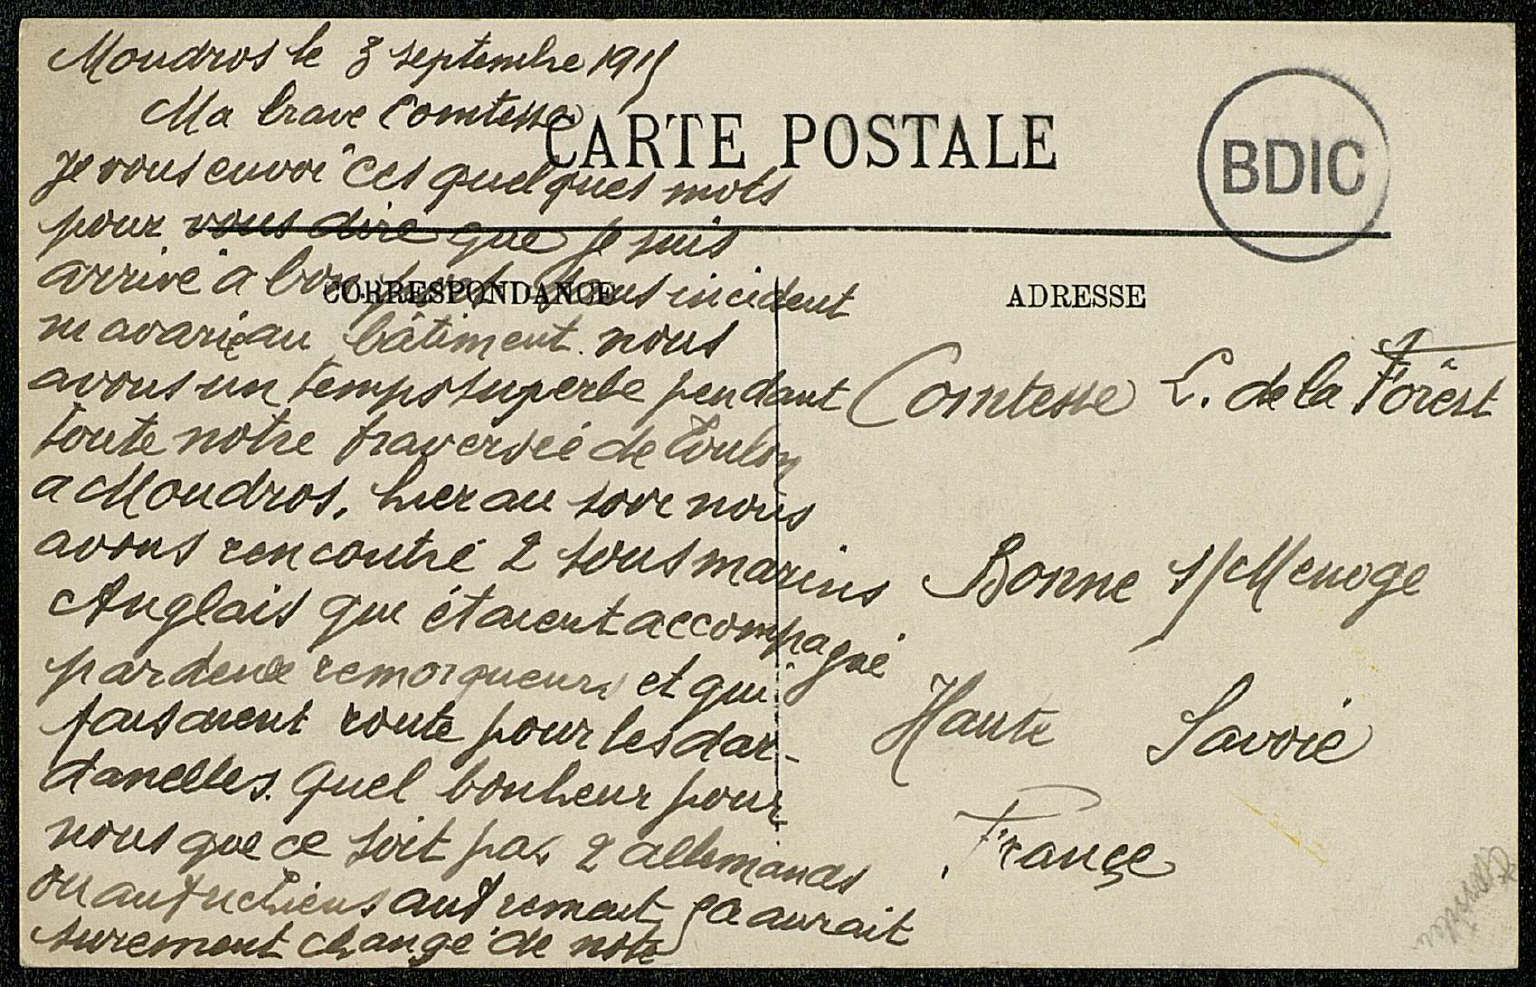 Moudros le 3 septembre 1915
Ma brave Comtesse
CARTE POSTALE
BDIC
Je vous envoi ces quelques mots
pour vous dire que je suis
arrivé a bon port sans incident
CORRESPONDANCE
ni avarie au bâtiment. nous
avons un temps superbe pendant
toute notre traverseé de Toulon
a Moudros, hier au soir nous
avons rencontré 2 sous marins
Anglais qui étaient accompagné
par deux remorqueurs et qui
faisaient route pour les dar-
danelles. Quel bonheur pour
nous que ce soit pas 2 allemands
ou autrichiens autrement ça aurait
surement changé de note
ADRESSE
Comtesse L. de la Forêst
Bonne s/ Menoge
Haute Savoie
France